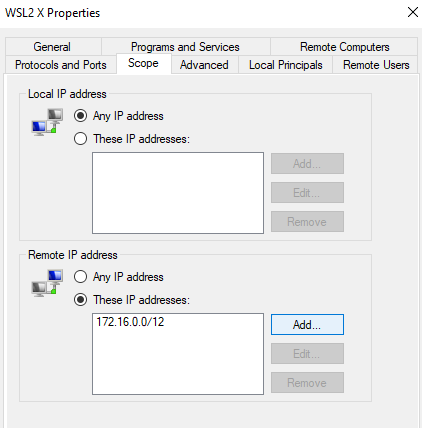 WSL2 X Properties
General Programs and Services Remote Computers
Protocols and Ports Scope Advanced Local Principals Remote Users
Local IP address
Any IP address
These IP addresses:
Add...
Edit...
Remove
Remote IP address
Any IP address
These IP addresses:
172.16.0.0/12
Add...
Edit...
Remove